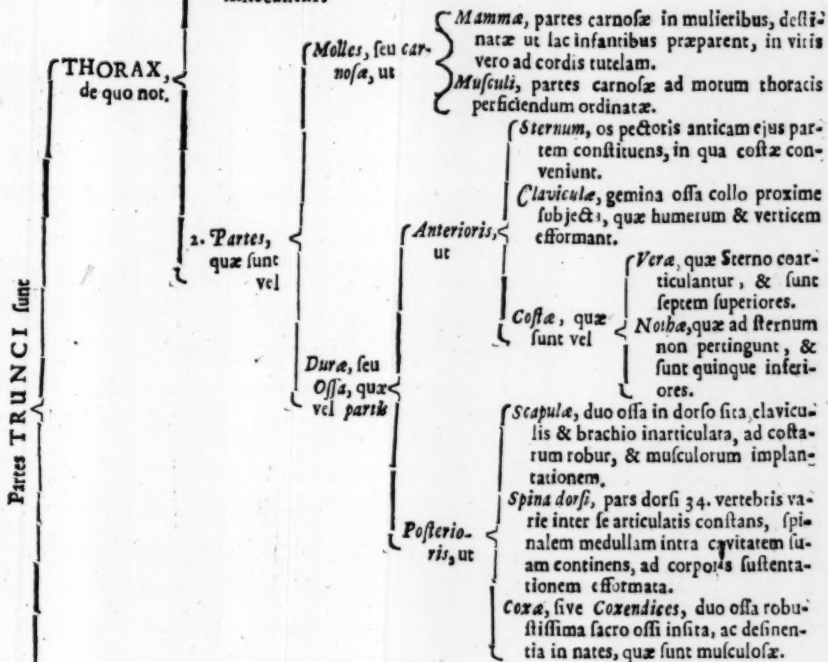 Partes TRUNCI ſunt
THORAX,
de quo not.
2. Partes,
quæ ſunt
vel
Molles, ſeu car-
noſæ, ut
Mammæ, partes carnoſæ in mulieribus, deſti-
natæ ut lac infantibus præparent, in viris
vero ad cordis tutelam.
Muſculi, partes carnoſæ ad motum thoracis
perficiendum ordinatæ.
Duræ, ſeu
Oſſa, quæ
vel partis
Anterioris,
ut
Sternum, os pectoris anticam ejus par-
tem conſtituens, in qua coſtæ con-
veniunt.
Claviculæ, gemina oſſa collo proxime
ſubjecta, quæ humerum & verticem
efformant.
Coſtæ, quæ
ſunt vel
Veræ, quæ Sterno coar-
ticulantur, & ſunt
ſeptem ſuperiores.
Nothæ, quæ ad ſternum
non pertingunt, &
ſunt quinque inferi-
ores.
Poſterio-
ris, ut
Scapulæ, duo oſſa in dorſo ſita, clavicu-
lis & brachio inarticulata, ad coſta-
rum robur, & muſculorum implan-
tationem.
Spina dorſi, pars dorſi 34. vertebris va-
rie inter ſe articulatis conſtans, ſpi-
nalem medullam intra cavitatem ſu-
am continens, ad corporis ſuſtenta-
tionem efformata.
Coxæ, ſive Coxendices, duo oſſa robu-
ſtiſſima ſacro oſſi inſita, ac deſinen-
tia in nates, quæ ſunt muſculoſæ.